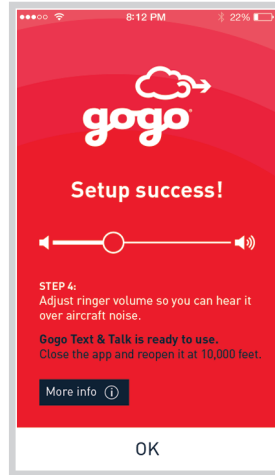 8:12 PM 22%
gogo
Setup success!
STEP 4:
Adjust ringer volume so you can hear it
over aircraft noise.
Gogo Text & Talk is ready to use.
Close the app and reopen it at 10,000 feet.
More info i
OK